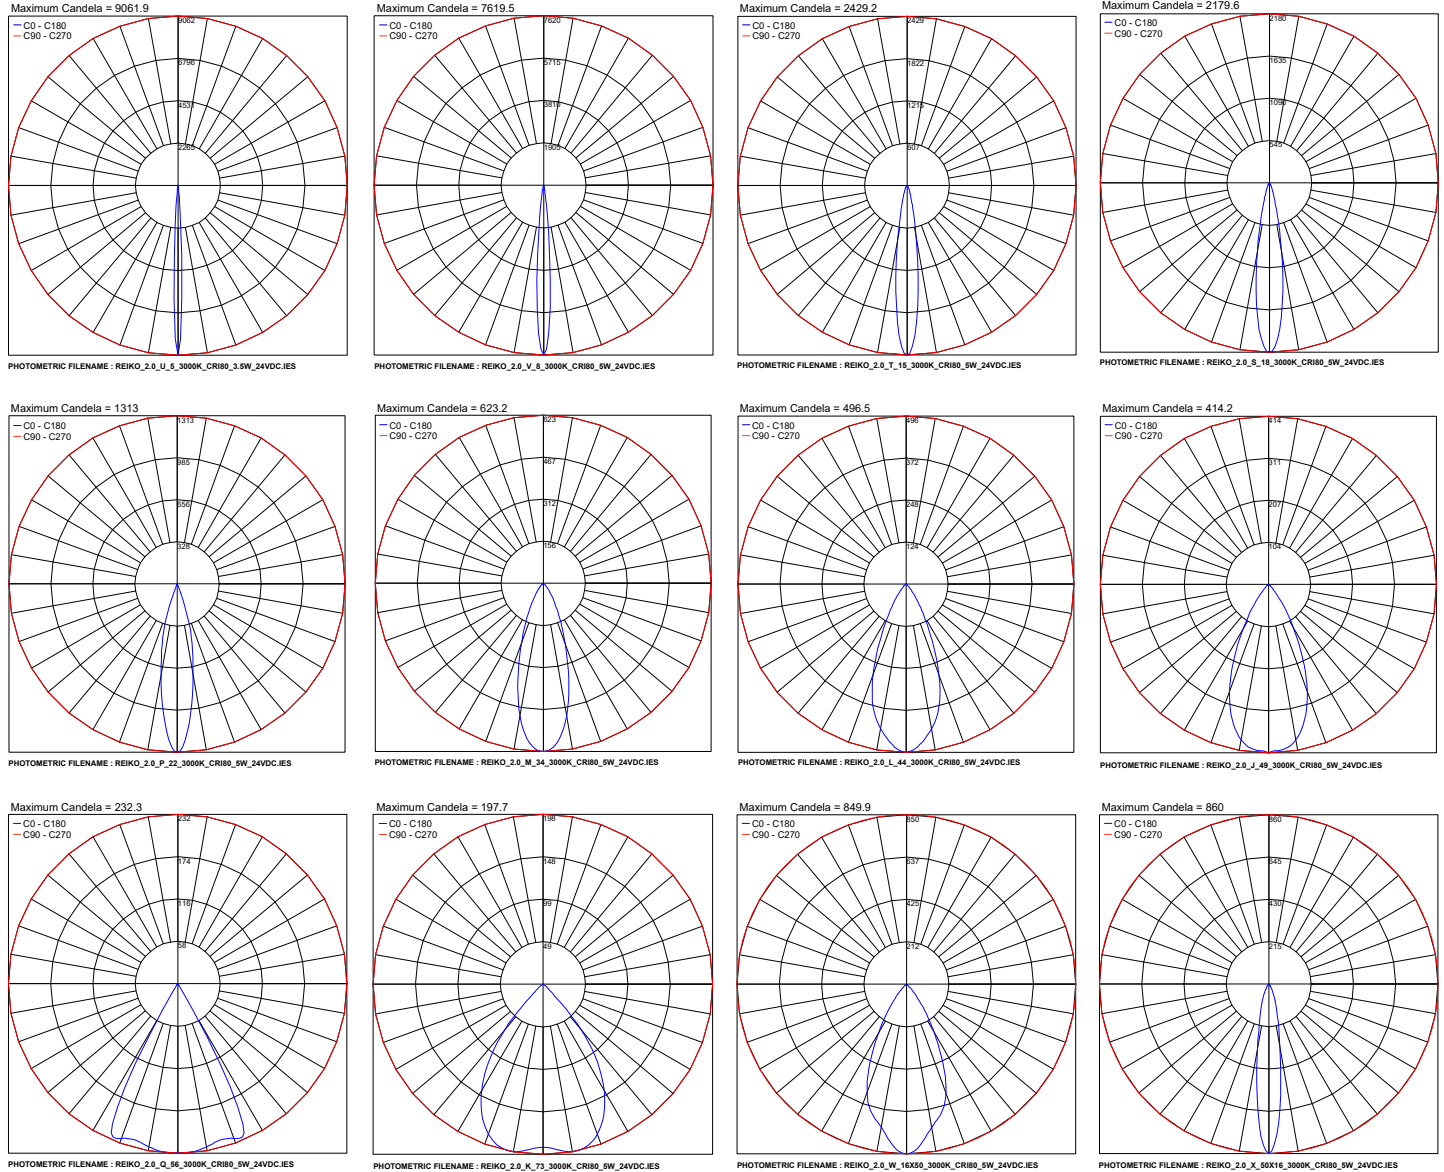 Maximum Candela = 9061.9
C0 - C180
C90 - C270
9062
6796
4531
2265
PHOTOMETRIC FILENAME : REIKO_2.0_U_5_3000K_CRI80_3.5W_24VDC.IES
Maximum Candela = 7619.5
C0 - C180
C90 - C270
7620
5715
3810
1905
PHOTOMETRIC FILENAME : REIKO_2.0_V_8_3000K_CRI80_5W_24VDC.IES
Maximum Candela = 2429.2
C0 - C180
C90 - C270
2429
1822
1215
607
PHOTOMETRIC FILENAME : REIKO_2.0_T_15_3000K_CRI80_5W_24VDC.IES
Maximum Candela = 2179.6
C0 - C180
C90 - C270
2180
1635
1090
545
PHOTOMETRIC FILENAME : REIKO_2.0_S_18_3000K_CRI80_5W_24VDC.IES
Maximum Candela = 1313
C0 - C180
C90 - C270
1313
985
656
328
PHOTOMETRIC FILENAME : REIKO_2.0_P_22_3000K_CRI80_5W_24VDC.IES
Maximum Candela = 623.2
C0 - C180
C90 - C270
623
467
312
156
PHOTOMETRIC FILENAME : REIKO_2.0_M_34_3000K_CRI80_5W_24VDC.IES
Maximum Candela = 496.5
C0 - C180
C90 - C270
496
372
248
124
PHOTOMETRIC FILENAME : REIKO_2.0_L_44_3000K_CRI80_5W_24VDC.IES
Maximum Candela = 414.2
C0 - C180
C90 - C270
414
311
207
104
PHOTOMETRIC FILENAME : REIKO_2.0_J_49_3000K_CRI80_5W_24VDC.IES
Maximum Candela = 232.3
C0 - C180
C90 - C270
232
174
116
58
PHOTOMETRIC FILENAME : REIKO_2.0_Q_56_3000K_CRI80_5W_24VDC.IES
Maximum Candela = 197.7
C0 - C180
C90 - C270
198
148
99
49
PHOTOMETRIC FILENAME : REIKO_2.0_K_73_3000K_CRI80_5W_24VDC.IES
Maximum Candela = 849.9
C0 - C180
C90 - C270
850
637
425
212
PHOTOMETRIC FILENAME : REIKO_2.0_W_16X50_3000K_CRI80_5W_24VDC.IES
Maximum Candela = 860
C0 - C180
C90 - C270
860
645
430
215
PHOTOMETRIC FILENAME : REIKO_2.0_X_50X16_3000K_CRI80_5W_24VDC.IES